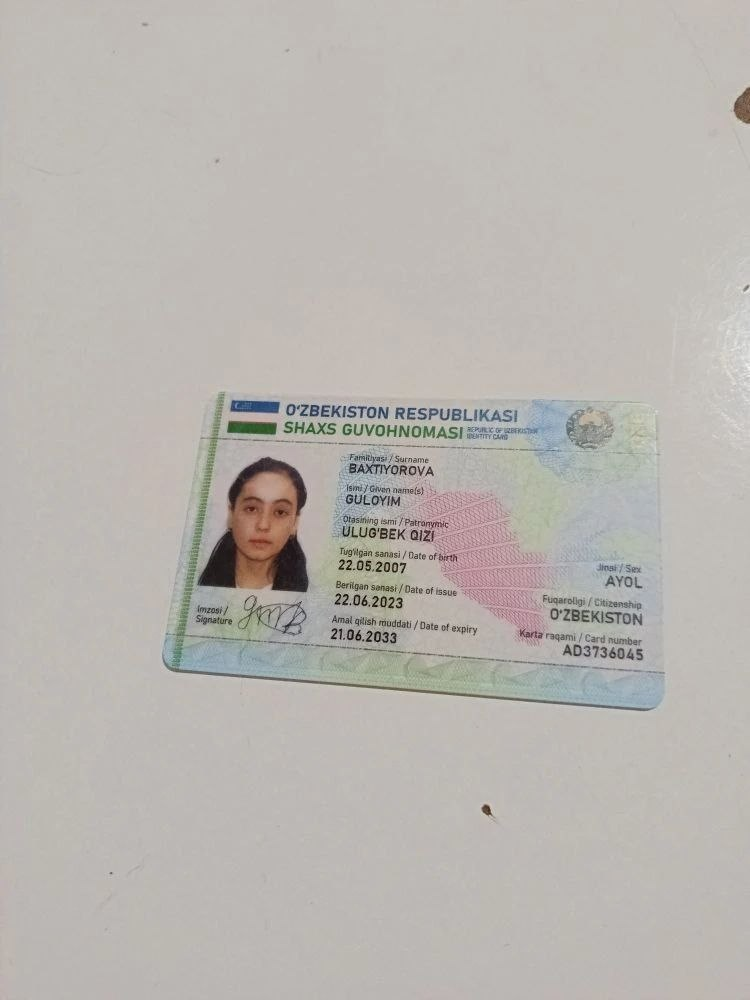 O'ZBEKISTON RESPUBLIKASI
SHAXS GUVOHNOMASI
REPUBLIC OF UZBEKISTAN
IDENTITY CARD
Familiyasi / Surname
BAXTIYOROVA
Ismi / Given name(s)
GULOYIM
Otasining ismi / Patronymic
ULUG'BEK QIZI
Tug'ilgan sanasi / Date of birth
22.05.2007
Jinsi / Sex
AYOL
Berilgan sanasi / Date of issue
22.06.2023
Fuqaroligi / Citizenship
O'ZBEKISTON
Imzosi /
Signature
Amal qilish muddati / Date of expiry
21.06.2033
Karta raqami / Card number
AD3736045